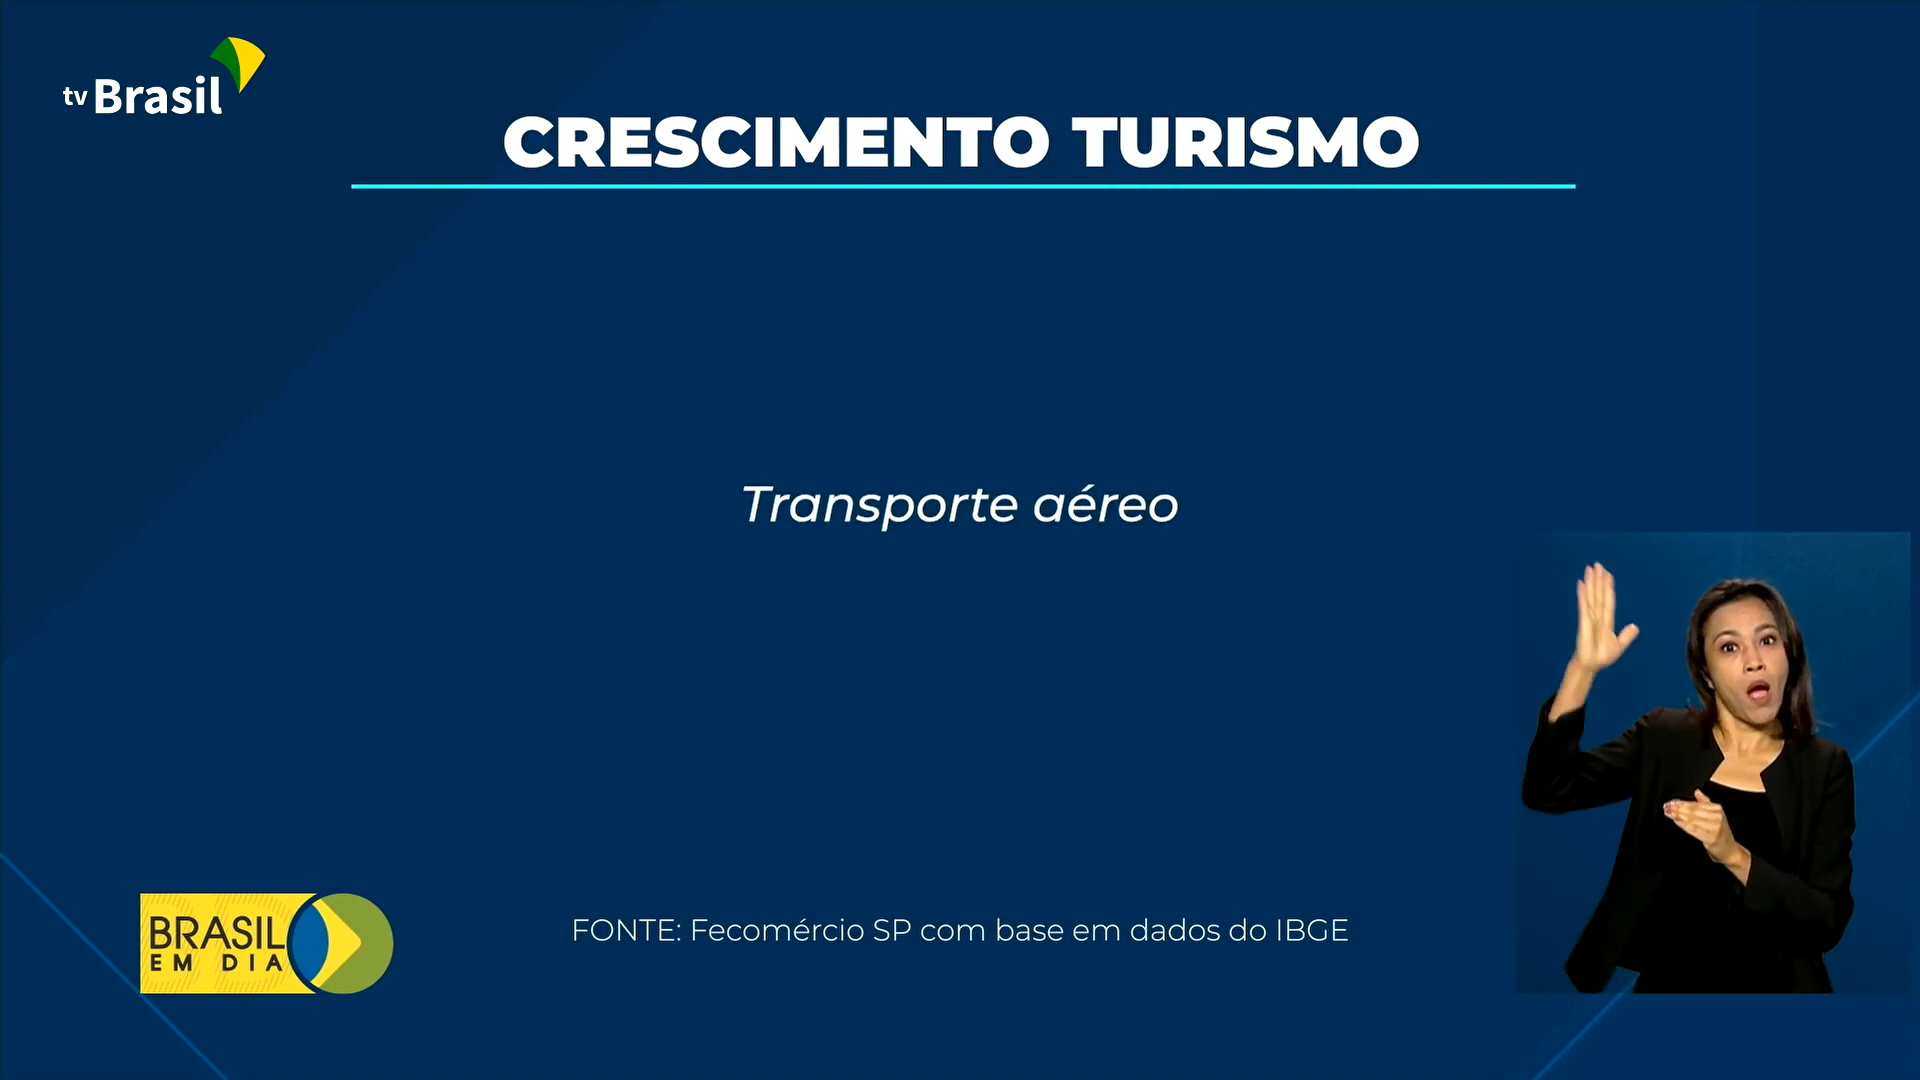 tv Brasil
CRESCIMENTO TURISMO
Transporte aéreo
BRASIL
EM DIA
FONTE: Fecomércio SP com base em dados do IBGE